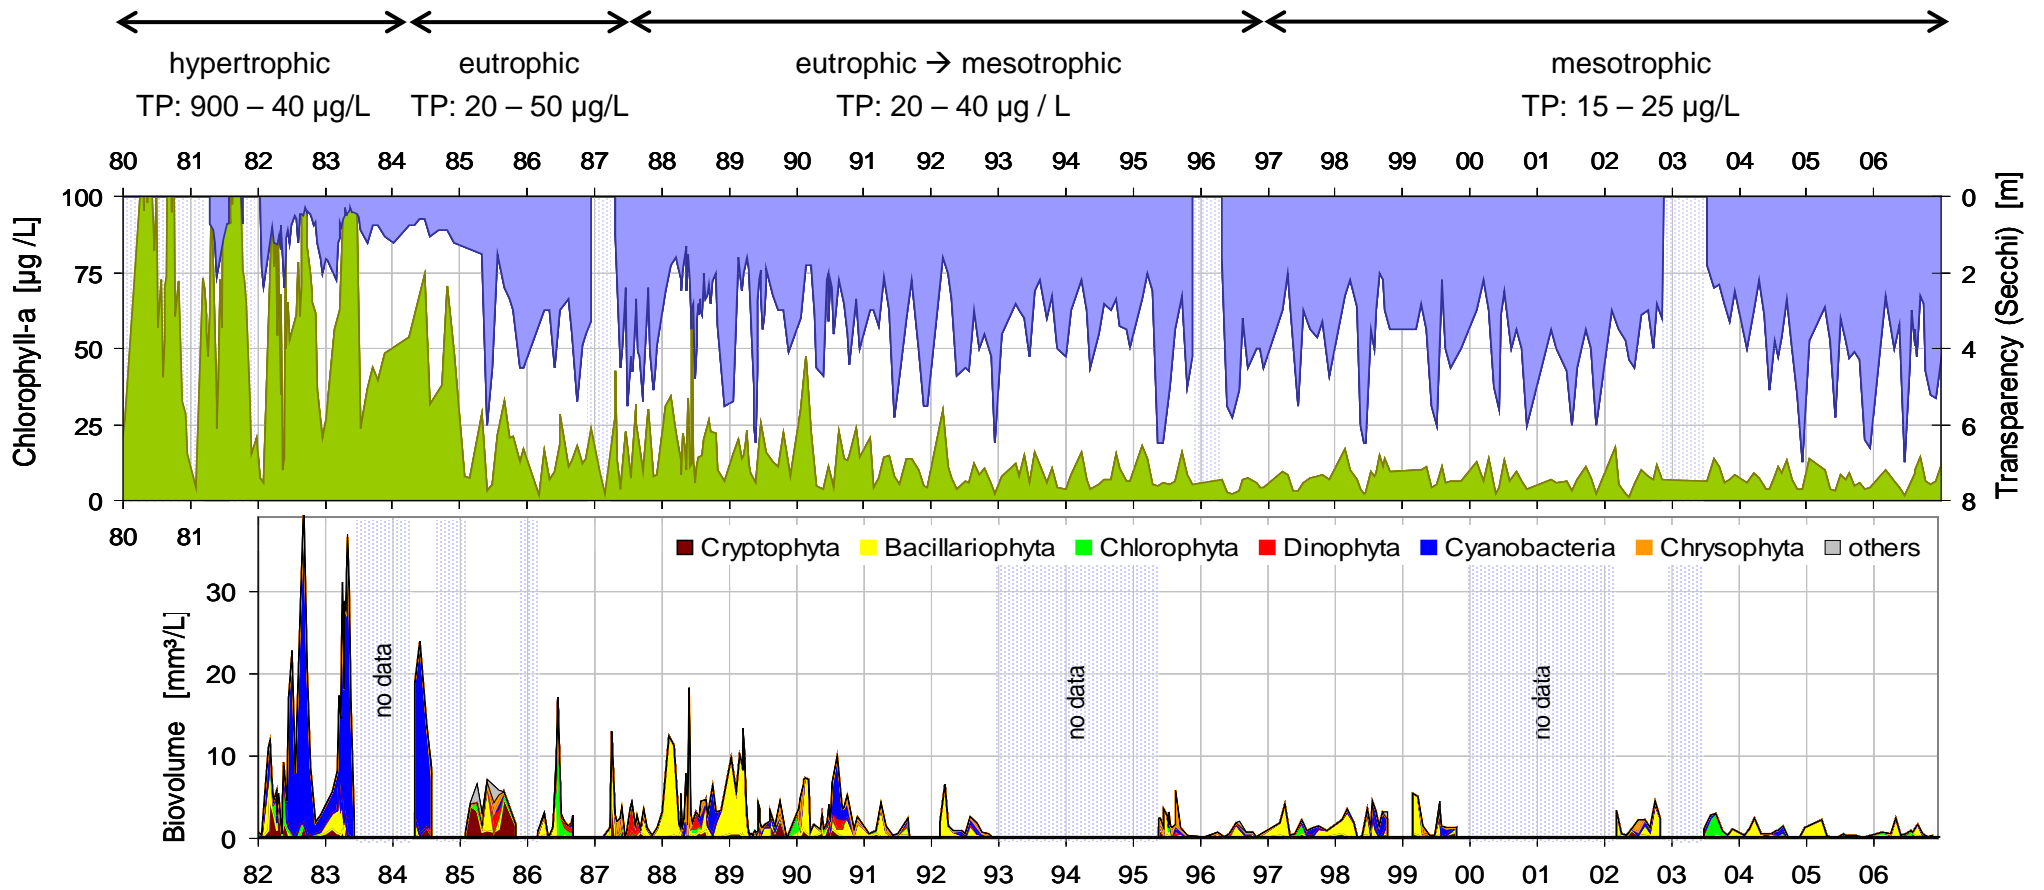 hypertrophic eutrophic eutrophic → mesotrophic mesotrophic
TP: 900 – 40 µg/L TP: 20 – 50 µg/L TP: 20 – 40 µg / L TP: 15 – 25 µg/L
80 81 82 83 84 85 86 87 88 89 90 91 92 93 94 95 96 97 98 99 00 01 02 03 04 05 06
Chlorophyll-a [µg /L]
100
75
50
25
0
Transparency (Secchi) [m]
0
2
4
6
8
80 81
Cryptophyta Bacillariophyta Chlorophyta Dinophyta Cyanobacteria Chrysophyta others
Biovolume [mm³/L]
30
20
10
0
no data
no data
no data
82 83 84 85 86 87 88 89 90 91 92 93 94 95 96 97 98 99 00 01 02 03 04 05 06